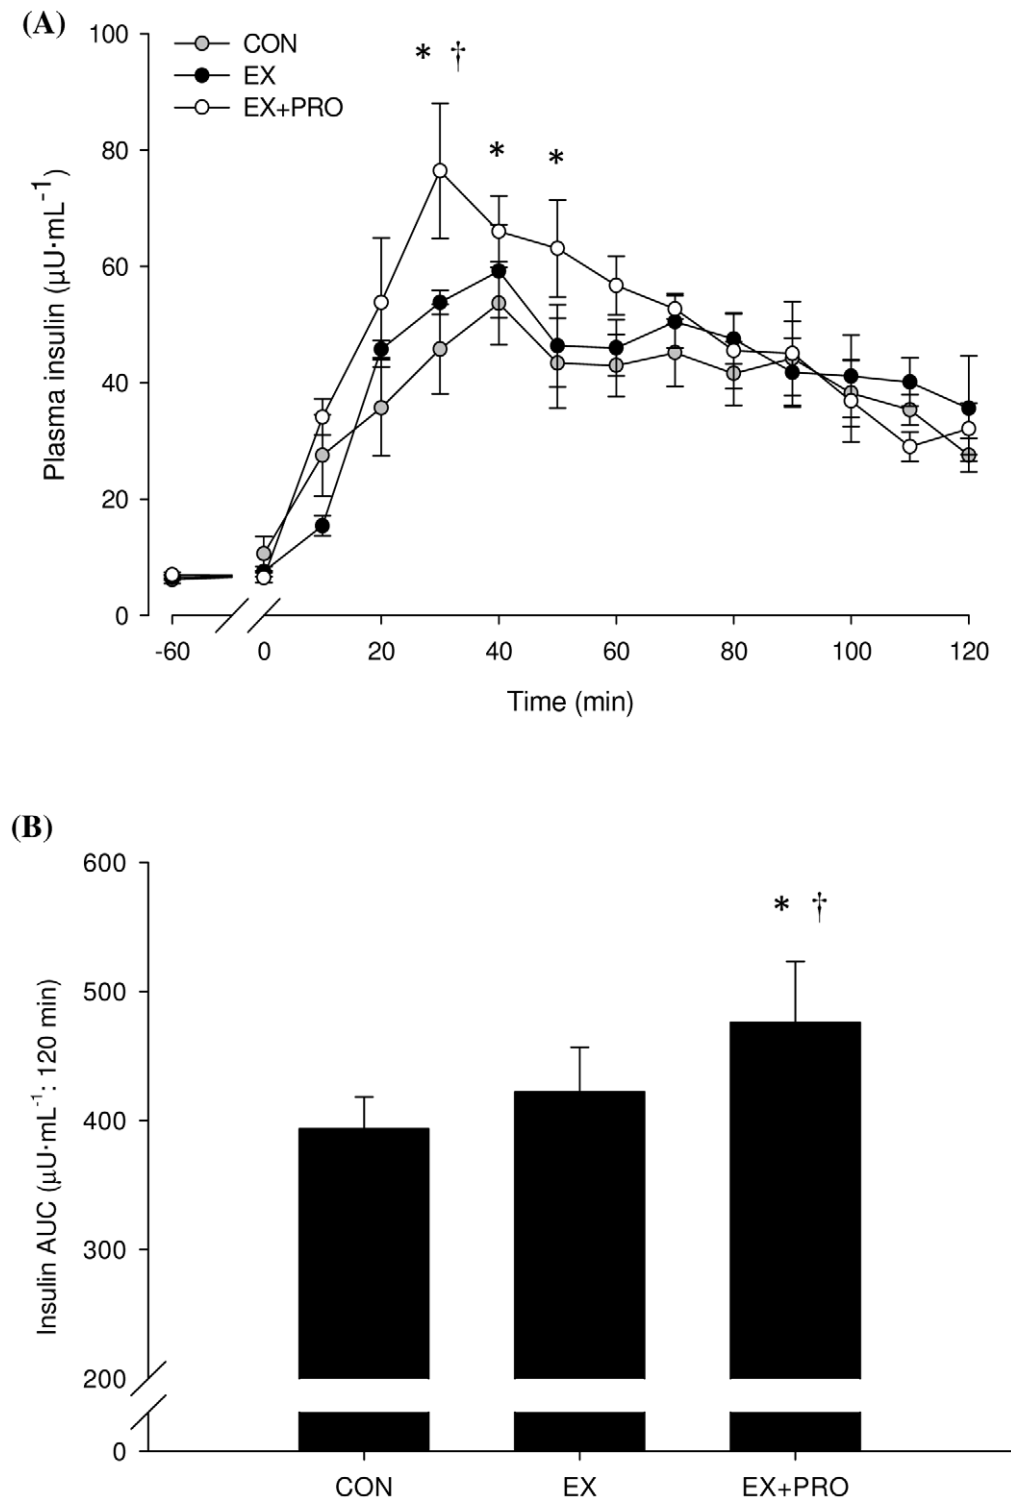 (A)
100
CON
EX
EX+PRO
* †
*
*
80
60
40
20
0
Plasma insulin (µU·mL-1)
-60 0 20 40 60 80 100 120
Time (min)
(B)
600
500
400
300
200
0
* †
Insulin AUC (µU·mL-1: 120 min)
CON EX EX+PRO